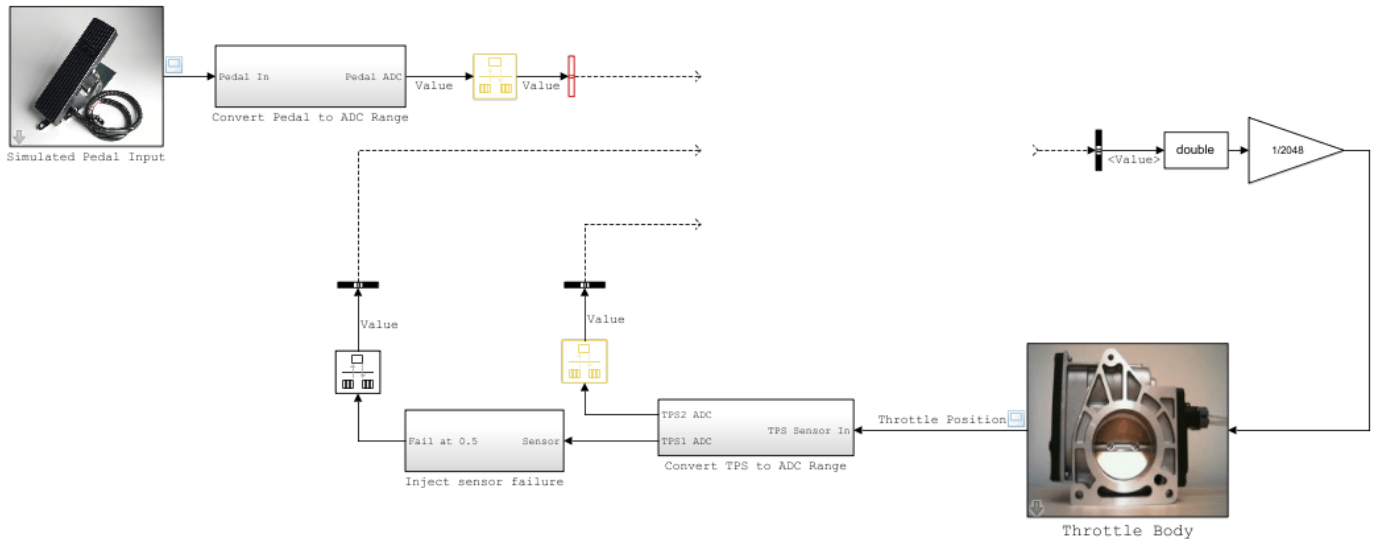 Pedal In
Pedal ADC
Value
Value
Convert Pedal to ADC Range
Simulated Pedal Input
<Value>
double
1/2048
Value
Value
TPS2 ADC
TPS1 ADC
TPS Sensor In
Throttle Position
Fail at 0.5
Sensor
Convert TPS to ADC Range
Inject sensor failure
Throttle Body